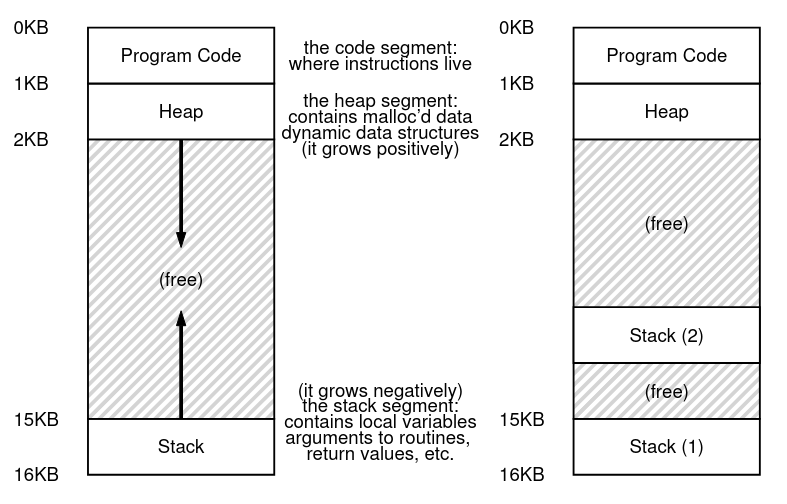 0KB
Program Code
the code segment:
where instructions live
1KB
Heap
the heap segment:
contains malloc'd data
dynamic data structures
(it grows positively)
2KB
(free)
(it grows negatively)
the stack segment:
contains local variables
arguments to routines,
return values, etc.
15KB
Stack
16KB
0KB
Program Code
1KB
Heap
2KB
(free)
Stack (2)
(free)
15KB
Stack (1)
16KB